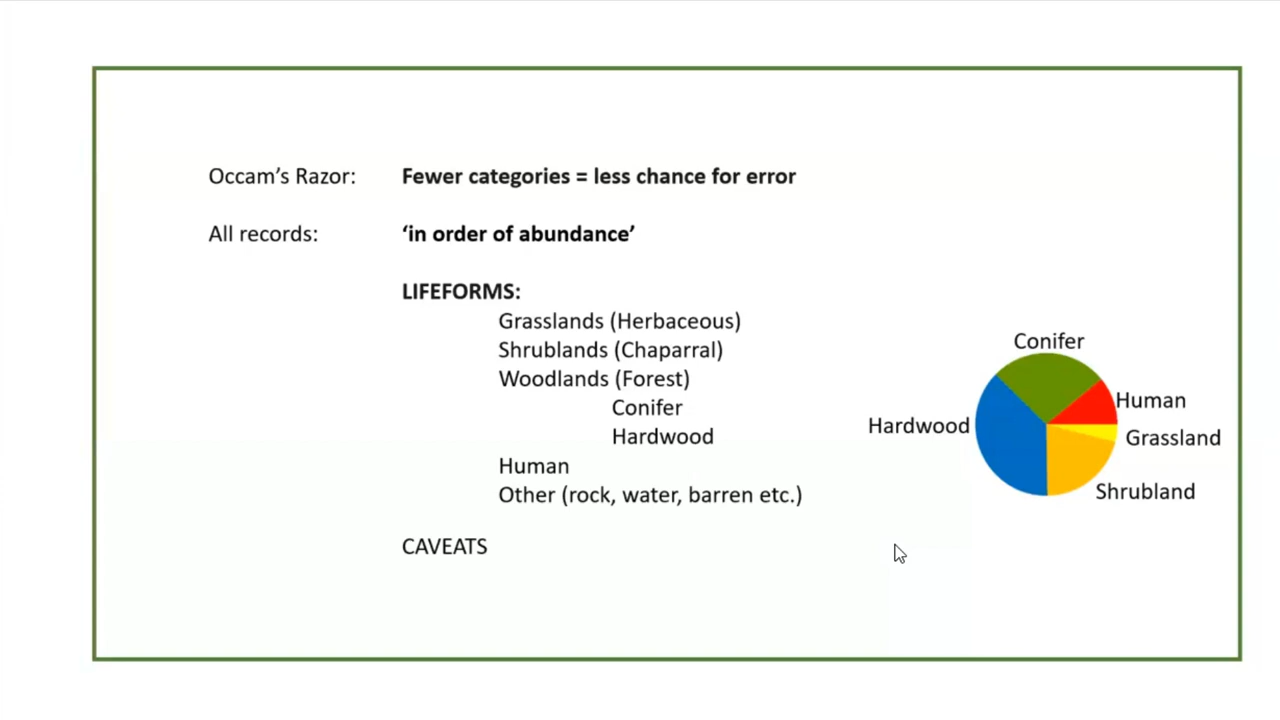 Occam’s Razor: Fewer categories = less chance for error
All records: ‘in order of abundance’
LIFEFORMS:
Grasslands (Herbaceous)
Shrublands (Chaparral)
Woodlands (Forest)
Conifer
Hardwood
Human
Other (rock, water, barren etc.)
CAVEATS
Conifer
Human
Hardwood
Grassland
Shrubland